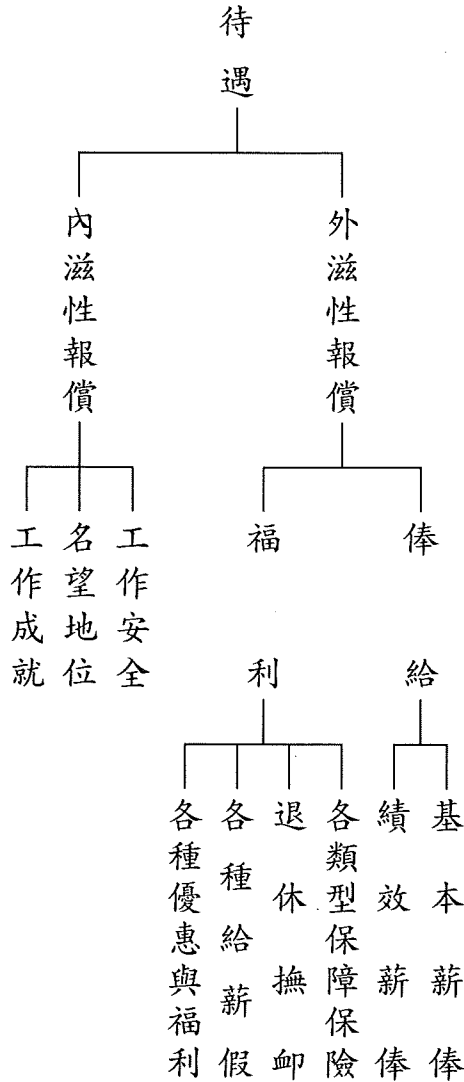 待遇
外滋性報償
內滋性報償
俸給
福利
工作安全
名望地位
工作成就
基本薪俸
績效薪俸
各類型保障保險
退休撫卹
各種給薪假
各種優惠與福利